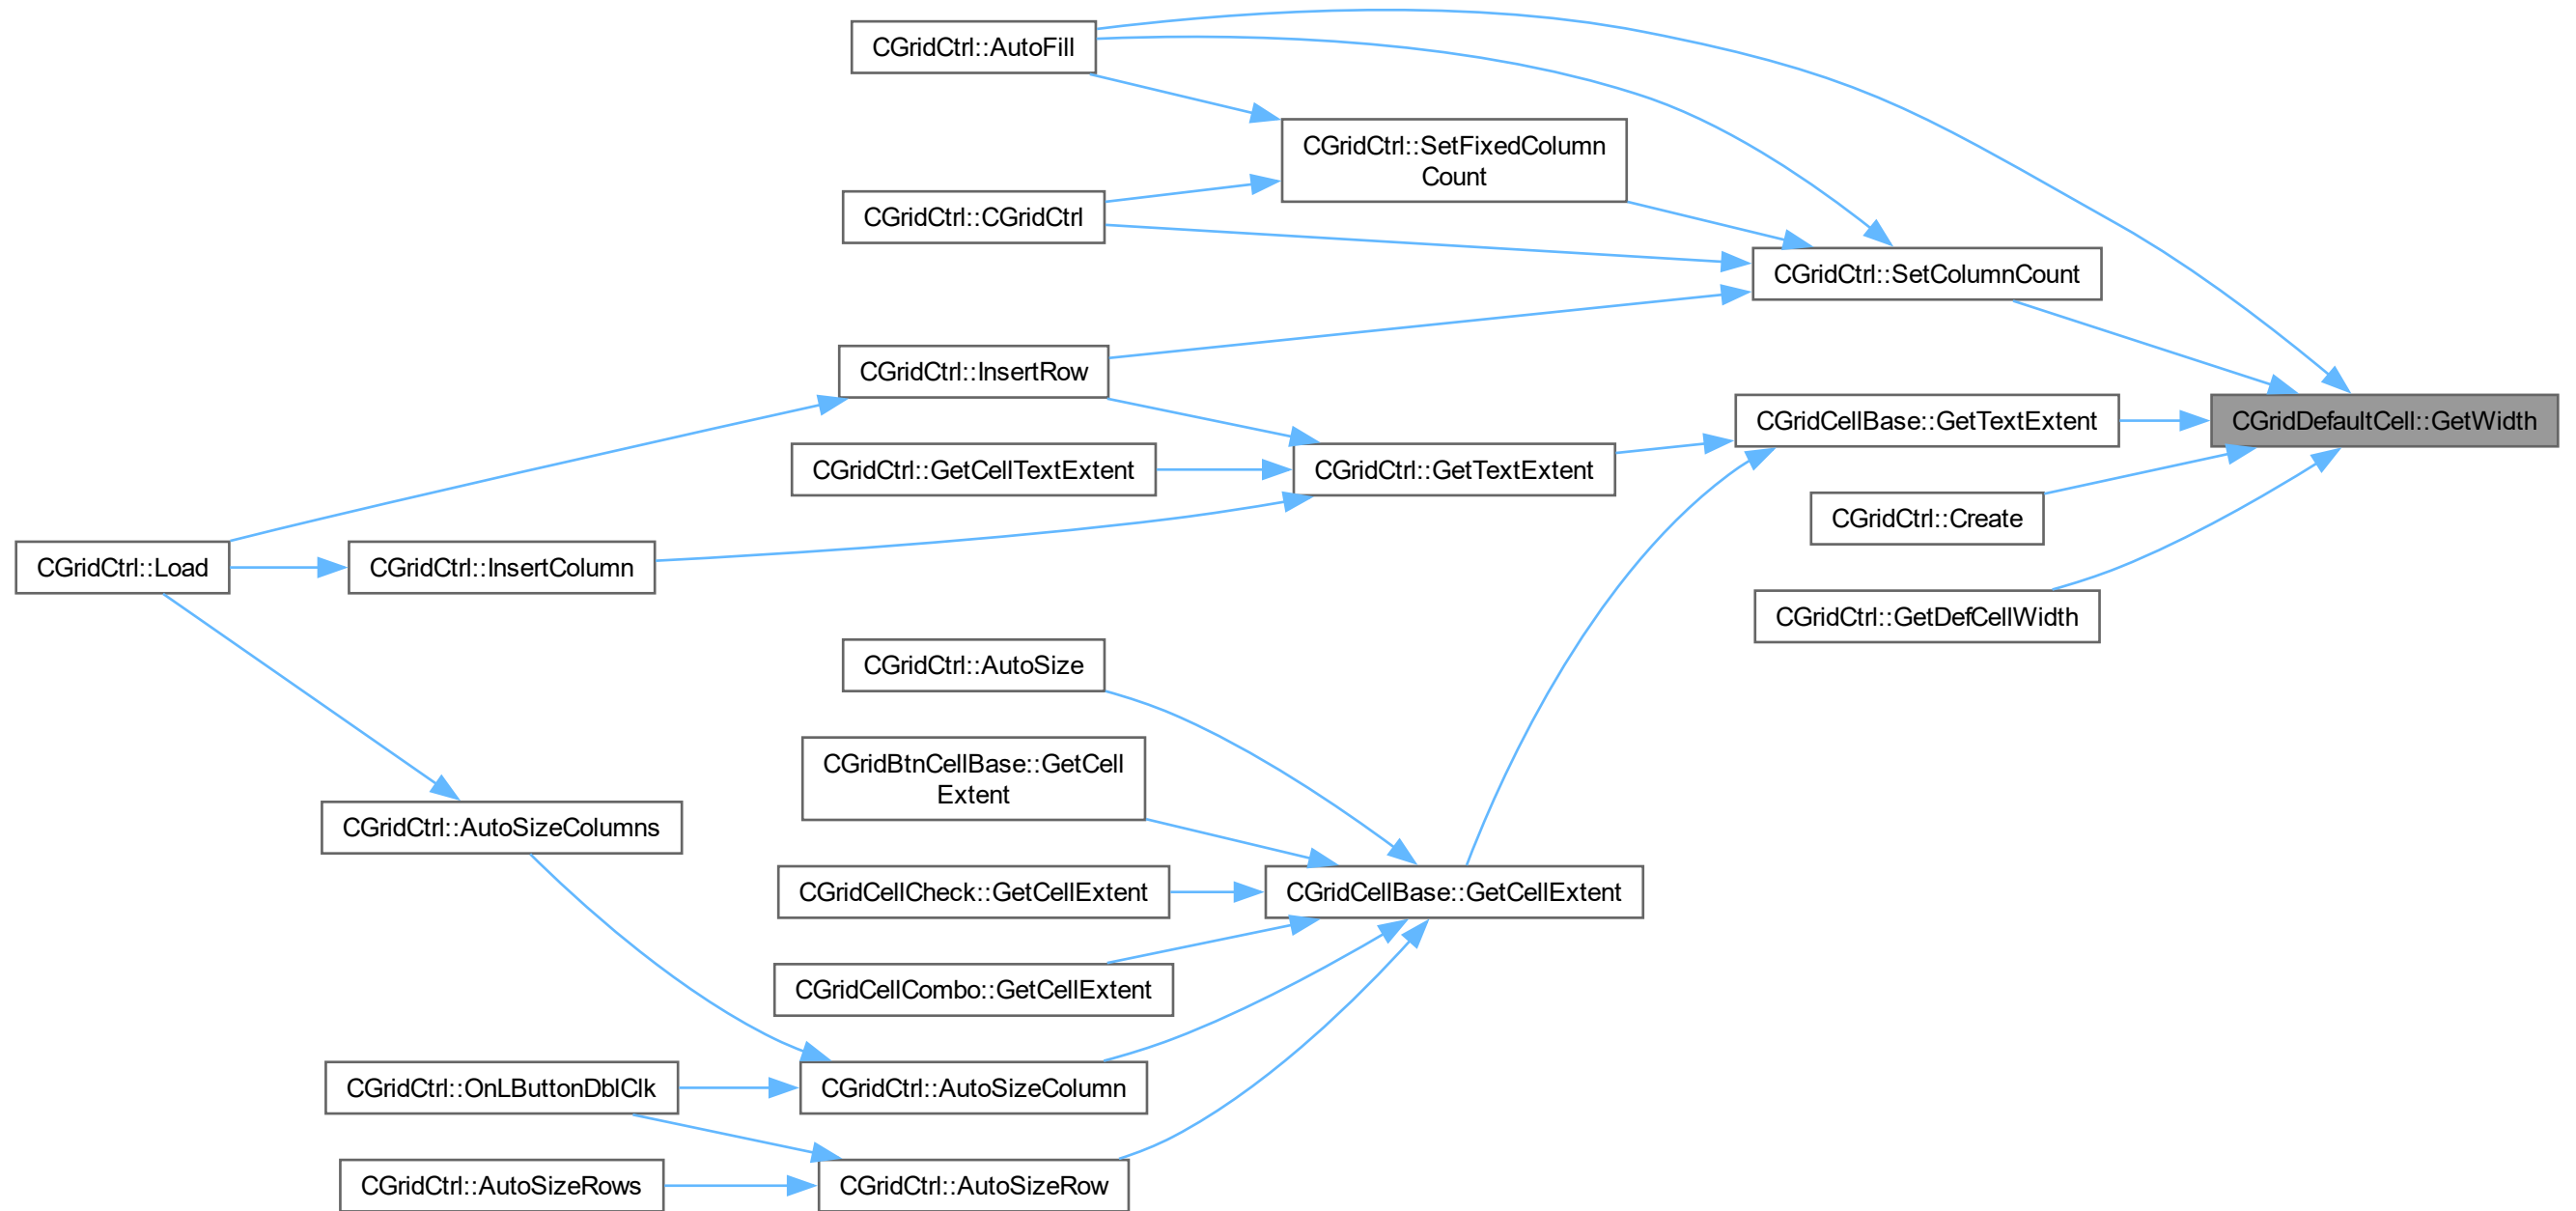 CGridCtrl::AutoFill
CGridCtrl::SetFixedColumn
Count
CGridCtrl::CGridCtrl
CGridCtrl::SetColumnCount
CGridCtrl::InsertRow
CGridCellBase::GetTextExtent
CGridDefaultCell::GetWidth
CGridCtrl::GetCellTextExtent
CGridCtrl::GetTextExtent
CGridCtrl::Create
CGridCtrl::Load
CGridCtrl::InsertColumn
CGridCtrl::GetDefCellWidth
CGridCtrl::AutoSize
CGridBtnCellBase::GetCell
Extent
CGridCtrl::AutoSizeColumns
CGridCellCheck::GetCellExtent
CGridCellBase::GetCellExtent
CGridCellCombo::GetCellExtent
CGridCtrl::OnLButtonDblClk
CGridCtrl::AutoSizeColumn
CGridCtrl::AutoSizeRows
CGridCtrl::AutoSizeRow